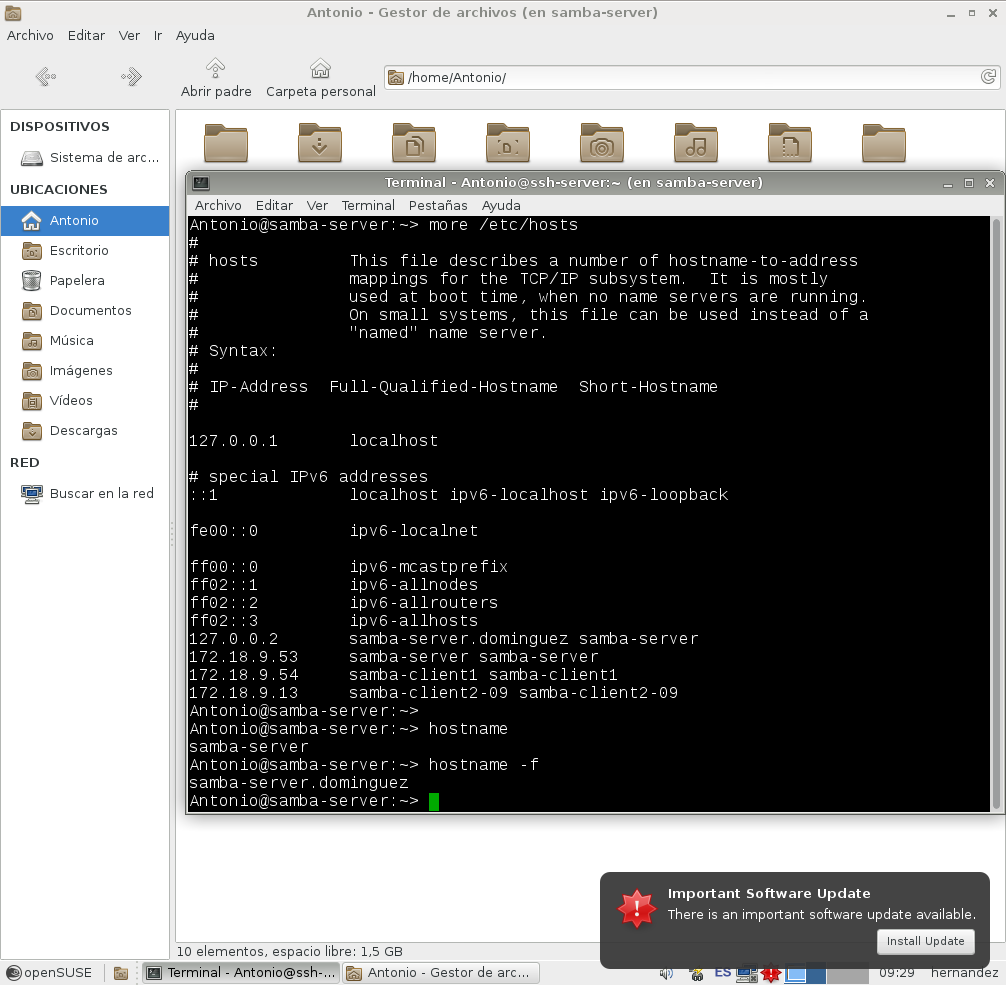 Antonio - Gestor de archivos (en samba-server)
Archivo Editar Ver Ir Ayuda
Abrir padre Carpeta personal /home/Antonio/
DISPOSITIVOS
Sistema de arc...
UBICACIONES
Antonio
Escritorio
Papelera
Documentos
Música
Imágenes
Vídeos
Descargas
RED
Buscar en la red
Terminal - Antonio@ssh-server:~ (en samba-server)
Archivo Editar Ver Terminal Pestañas Ayuda
Antonio@samba-server:~> more /etc/hosts
#
# hosts This file describes a number of hostname-to-address
# mappings for the TCP/IP subsystem. It is mostly
# used at boot time, when no name servers are running.
# On small systems, this file can be used instead of a
# "named" name server.
# Syntax:
#
# IP-Address Full-Qualified-Hostname Short-Hostname
#
127.0.0.1 localhost
# special IPv6 addresses
::1 localhost ipv6-localhost ipv6-loopback
fe00::0 ipv6-localnet
ff00::0 ipv6-mcastprefix
ff02::1 ipv6-allnodes
ff02::2 ipv6-allrouters
ff02::3 ipv6-allhosts
127.0.0.2 samba-server.dominguez samba-server
172.18.9.53 samba-server samba-server
172.18.9.54 samba-client1 samba-client1
172.18.9.13 samba-client2-09 samba-client2-09
Antonio@samba-server:~>
Antonio@samba-server:~> hostname
samba-server
Antonio@samba-server:~> hostname -f
samba-server.dominguez
Antonio@samba-server:~>
Important Software Update
There is an important software update available.
Install Update
10 elementos, espacio libre: 1,5 GB
openSUSE Terminal - Antonio@ssh-... Antonio - Gestor de arc... ES 09:29 hernandez